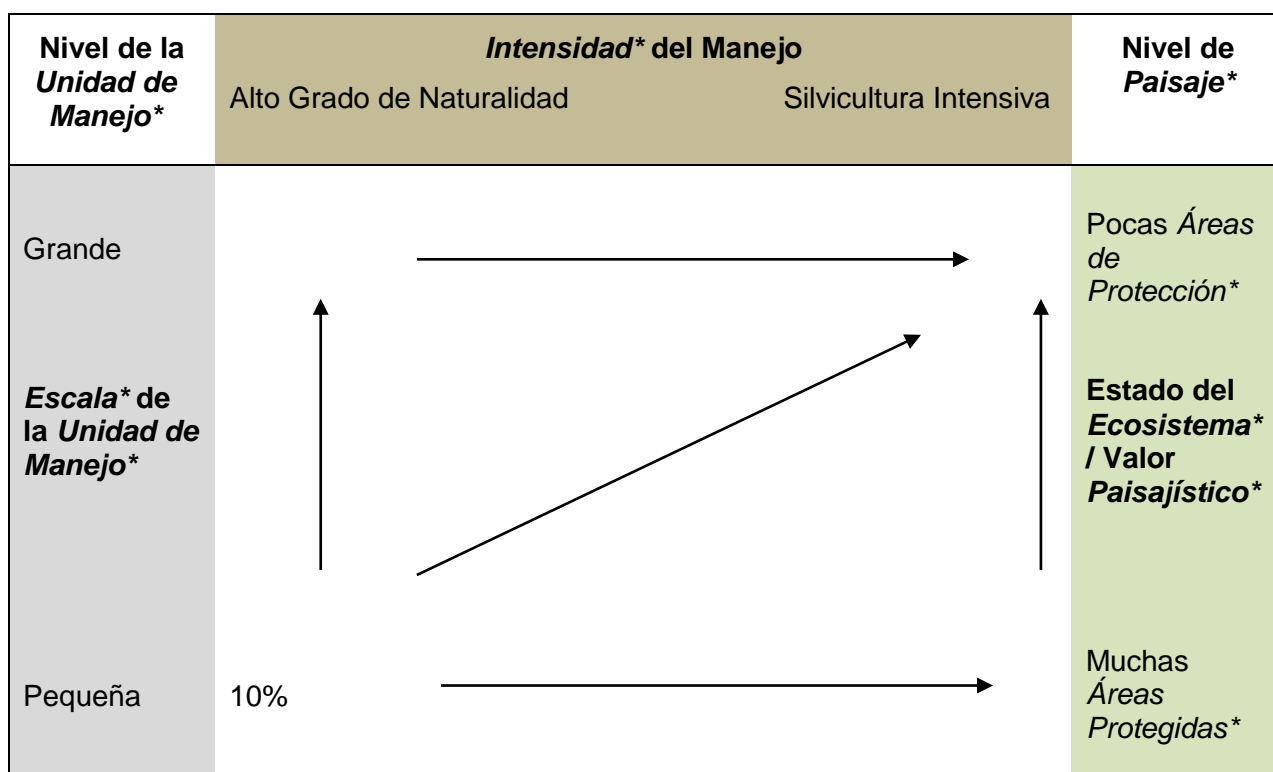 Nivel de la
Unidad de
Manejo*
Intensidad* del Manejo
Alto Grado de Naturalidad
Silvicultura Intensiva
Nivel de
Paisaje*
Grande
Pocas Áreas
de
Protección*
Escala* de
la Unidad de
Manejo*
Estado del
Ecosistema*
/ Valor
Paisajístico*
Pequeña
10%
Muchas
Áreas
Protegidas*